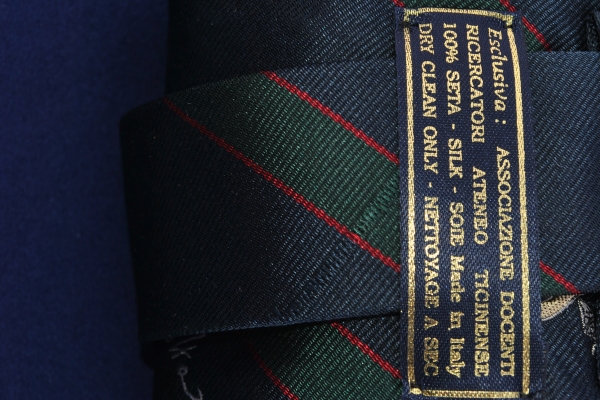 Esclusiva : ASSOCIAZIONE DOCENTI
RICERCATORI ATENEO TICINENSE
100% SETA - SILK - SOIE Made in Italy
DRY CLEAN ONLY - NETTOYAGE A SEC